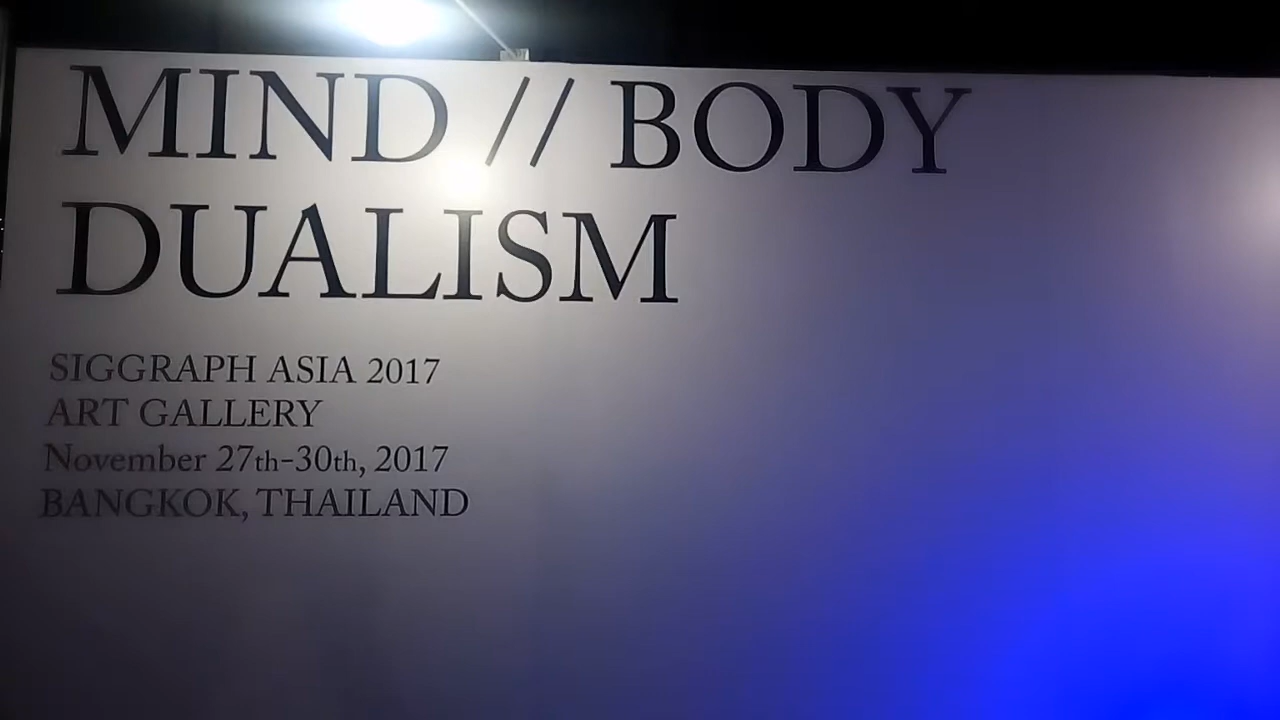 MIND // BODY
DUALISM
SIGGRAPH ASIA 2017
ART GALLERY
November 27th-30th, 2017
BANGKOK, THAILAND